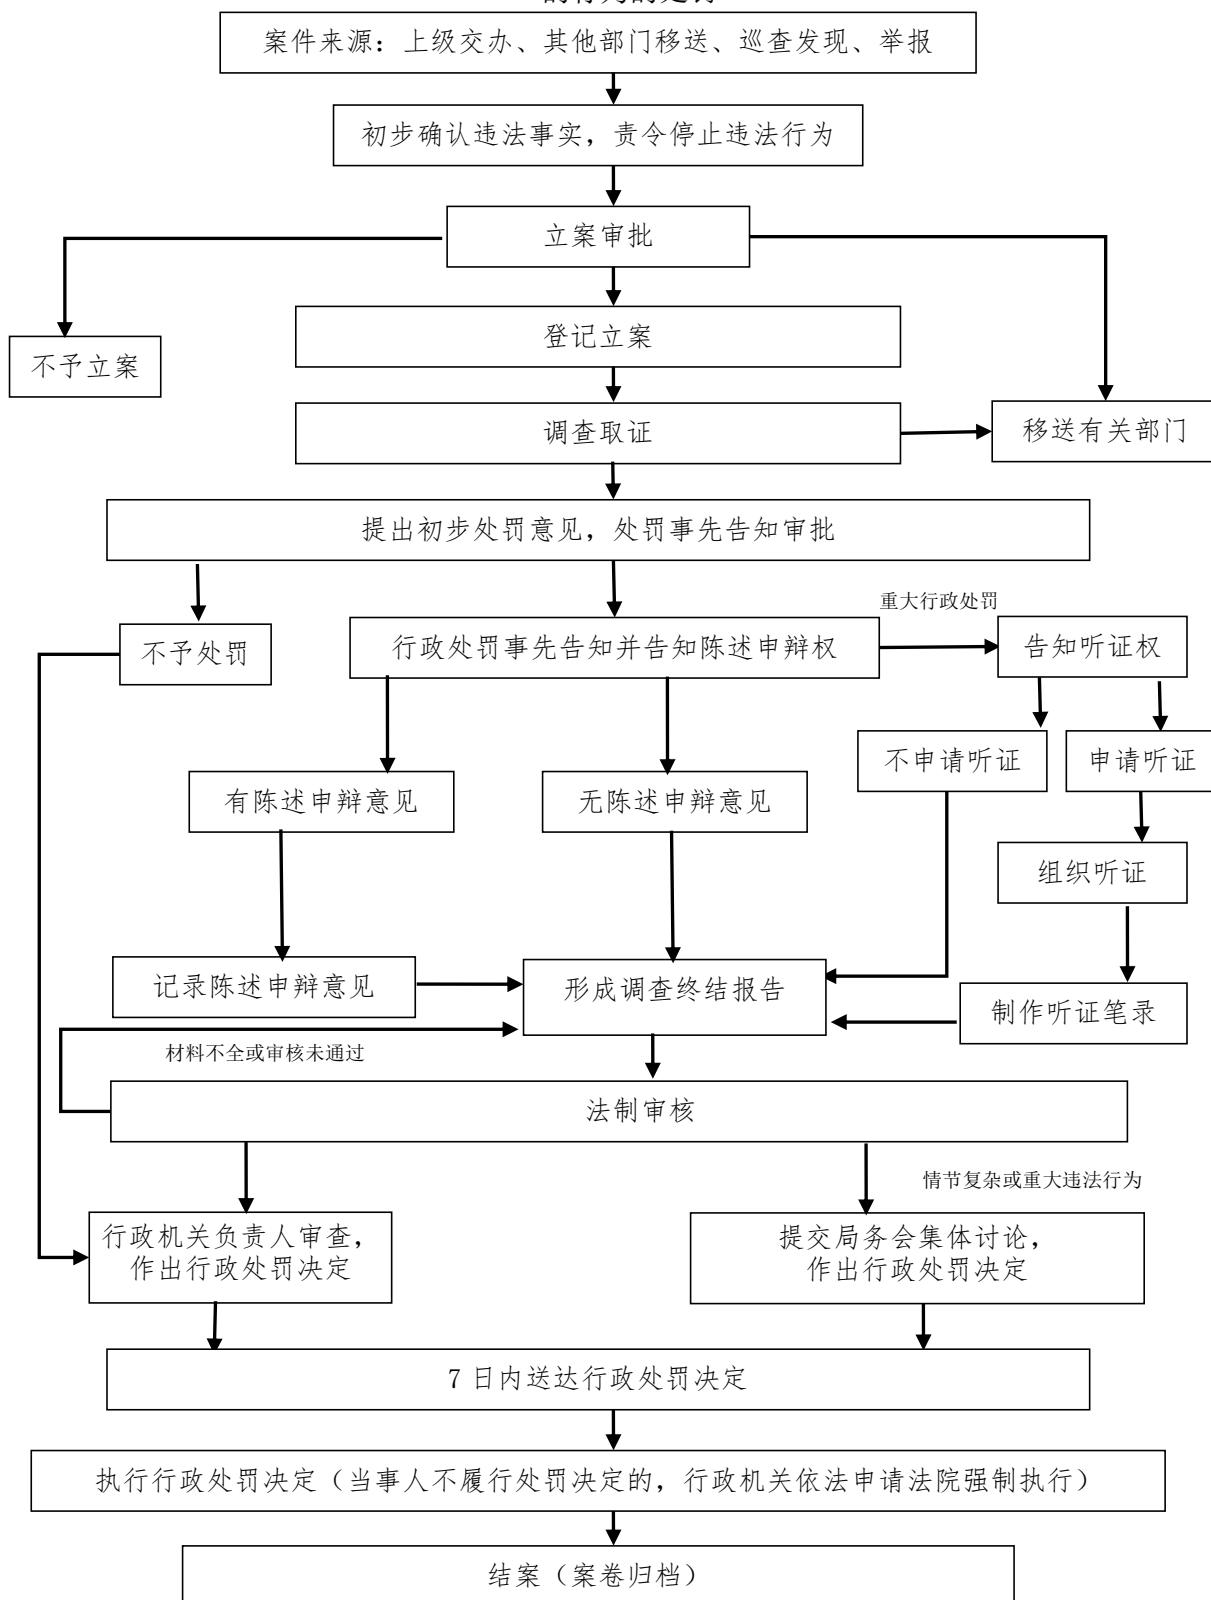 的行为的处罚
案件来源：上级交办、其他部门移送、巡查发现、举报
初步确认违法事实，责令停止违法行为
立案审批
登记立案
不予立案
调查取证
移送有关部门
提出初步处罚意见，处罚事先告知审批
重大行政处罚
不予处罚
行政处罚事先告知并告知陈述申辩权
告知听证权
不申请听证
申请听证
有陈述申辩意见
无陈述申辩意见
组织听证
记录陈述申辩意见
形成调查终结报告
制作听证笔录
材料不全或审核未通过
法制审核
情节复杂或重大违法行为
行政机关负责人审查，
作出行政处罚决定
提交局务会集体讨论，
作出行政处罚决定
7 日内送达行政处罚决定
执行行政处罚决定（当事人不履行处罚决定的，行政机关依法申请法院强制执行）
结案（案卷归档）